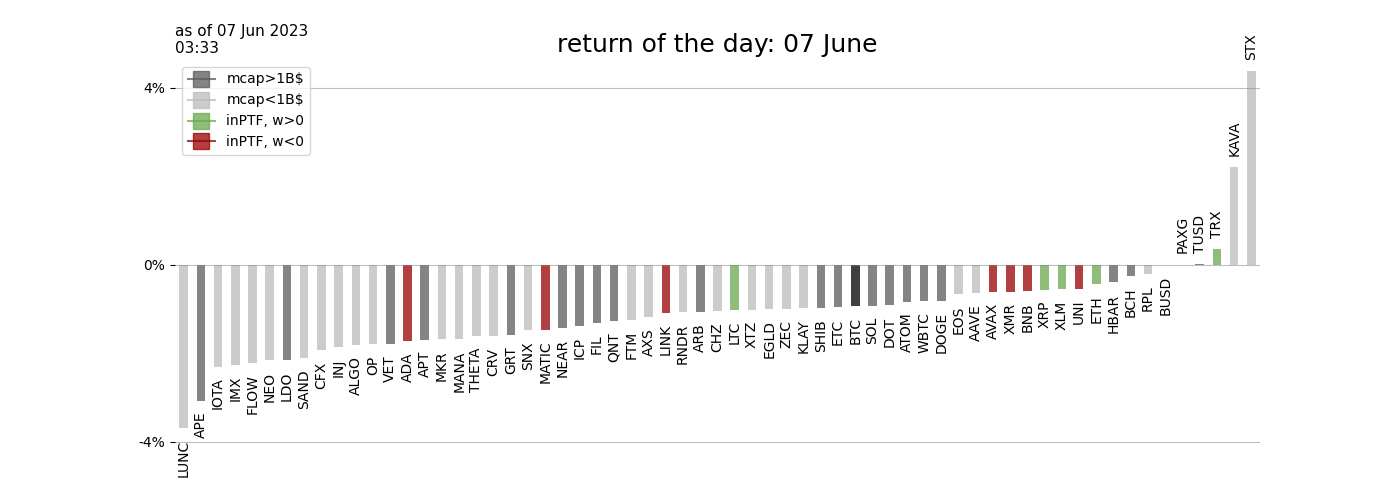 as of 07 Jun 2023
03:33
return of the day: 07 June
mcap>1B$
mcap<1B$
inPTF, w>0
inPTF, w<0
4%
0%
-4%
LUNC
APE
IOTA
IMX
FLOW
NEO
LDO
SAND
CFX
INJ
ALGO
OP
VET
ADA
APT
MKR
MANA
THETA
CRV
GRT
SNX
MATIC
NEAR
ICP
FIL
QNT
FTM
AXS
LINK
RNDR
ARB
CHZ
LTC
XTZ
EGLD
ZEC
KLAY
SHIB
ETC
BTC
SOL
DOT
ATOM
WBTC
DOGE
EOS
AAVE
AVAX
XMR
BNB
XRP
XLM
UNI
ETH
HBAR
BCH
RPL
BUSD
PAXG
TUSD
TRX
KAVA
STX